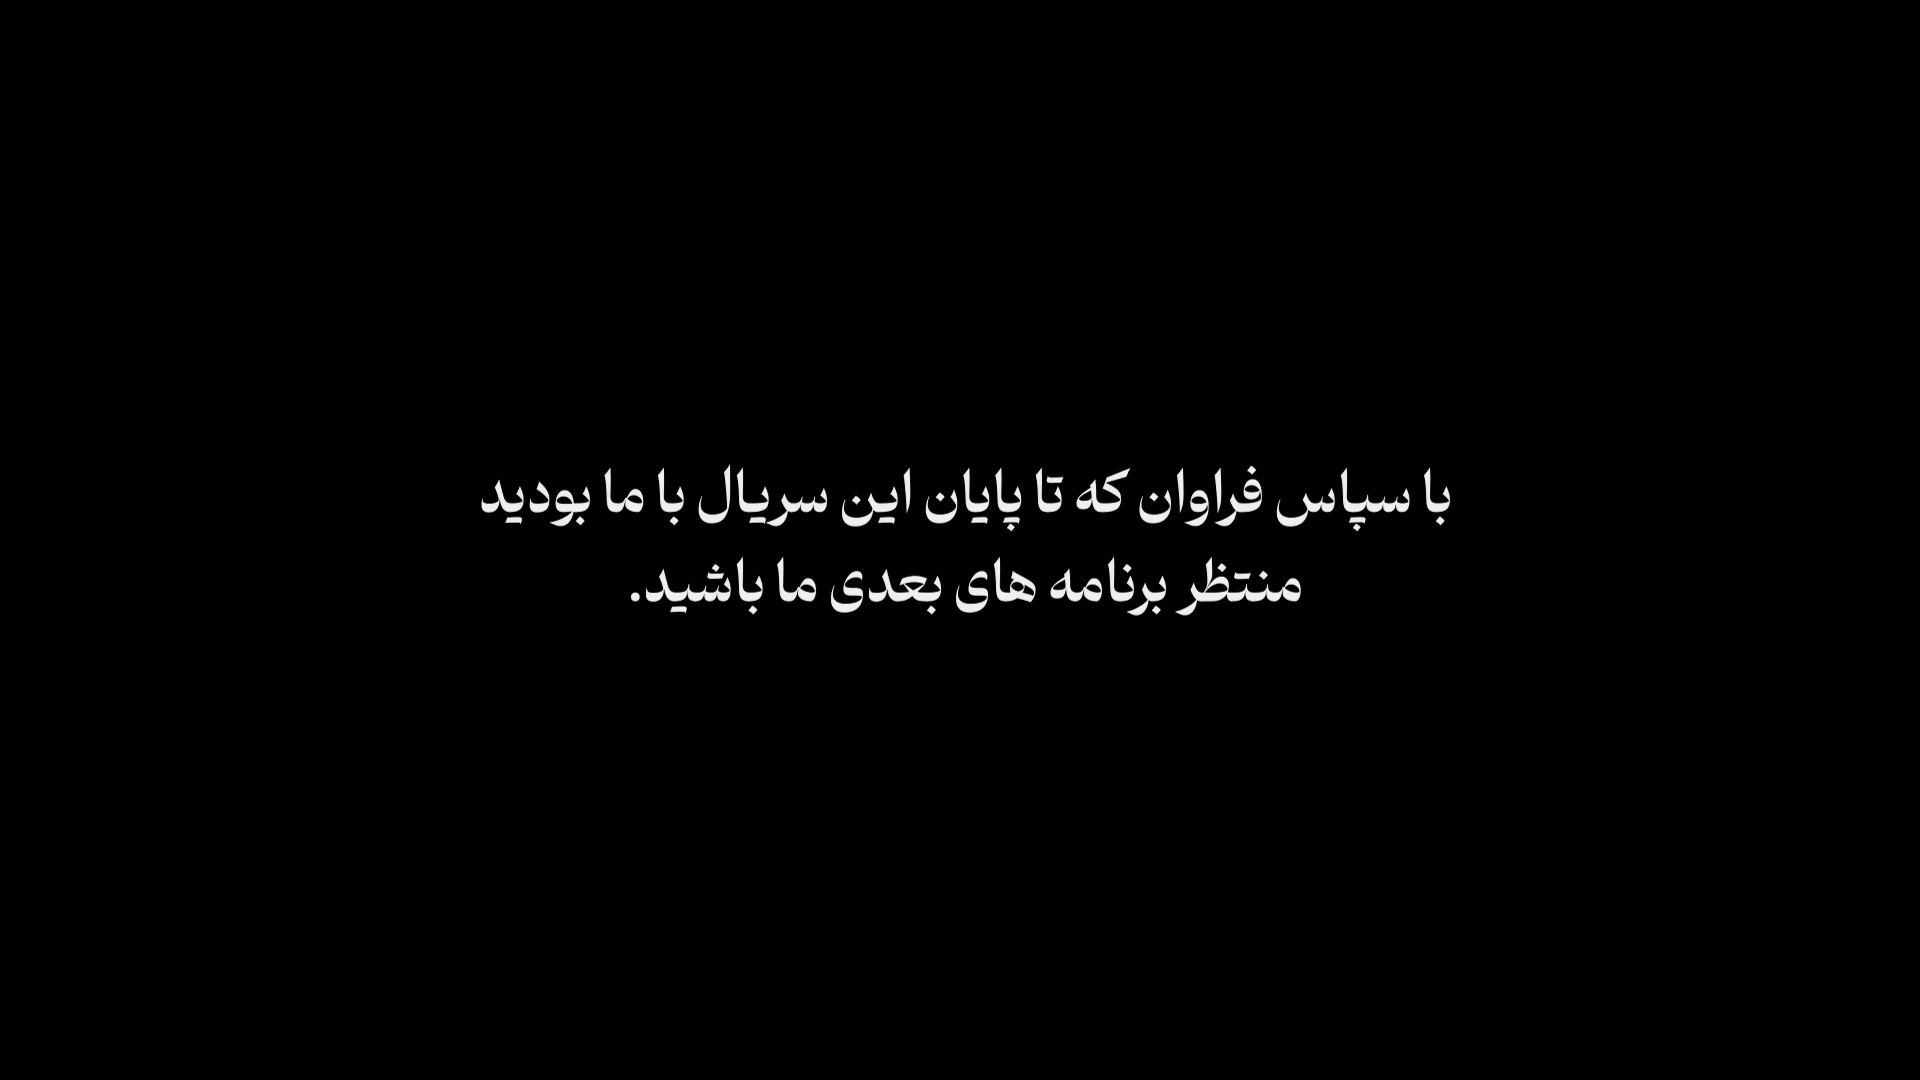 با سپاس فراوان که تا پایان این سریال با ما بودید
منتظر برنامه های بعدی ما باشید.